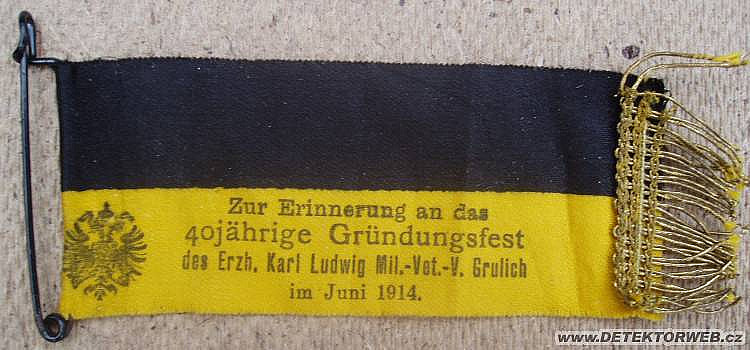 Zur Erinnerung an das
40jährige Gründungsfest
des Erzh. Karl Ludwig Mil.-Vet.-V. Grulich
im Juni 1914.
www.DETEKTORWEB.cz